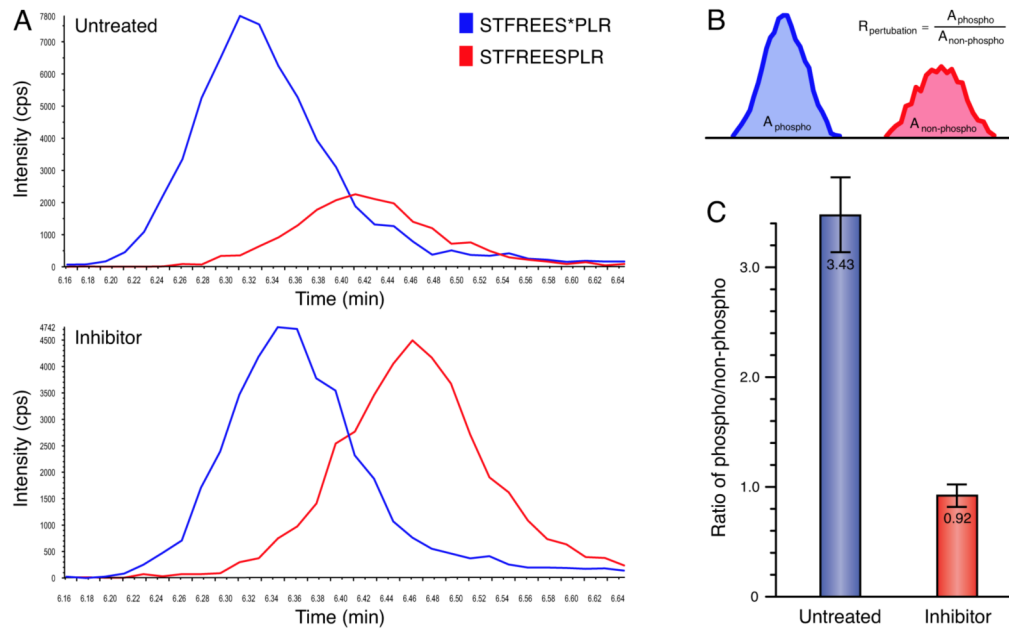 A
Untreated
STFREES*PLR
STFREESPLR
Intensity (cps)
7800
7000
6000
5000
4000
3000
2000
1000
0
6.16 6.18 6.20 6.22 6.24 6.26 6.28 6.30 6.32 6.34 6.36 6.38 6.40 6.42 6.44 6.46 6.48 6.50 6.52 6.54 6.56 6.58 6.60 6.62 6.64
Time (min)
Inhibitor
Intensity (cps)
4742
4500
4000
3500
3000
2500
2000
1500
1000
500
0
6.16 6.18 6.20 6.22 6.24 6.26 6.28 6.30 6.32 6.34 6.36 6.38 6.40 6.42 6.45 6.46 6.48 6.50 6.52 6.54 6.56 6.58 6.60 6.62 6.64
Time (min)
B
R pertubation = A phospho
A non-phospho
A phospho
A non-phospho
C
Ratio of phospho/non-phospho
3.0
2.0
1.0
0
3.43
0.92
Untreated
Inhibitor